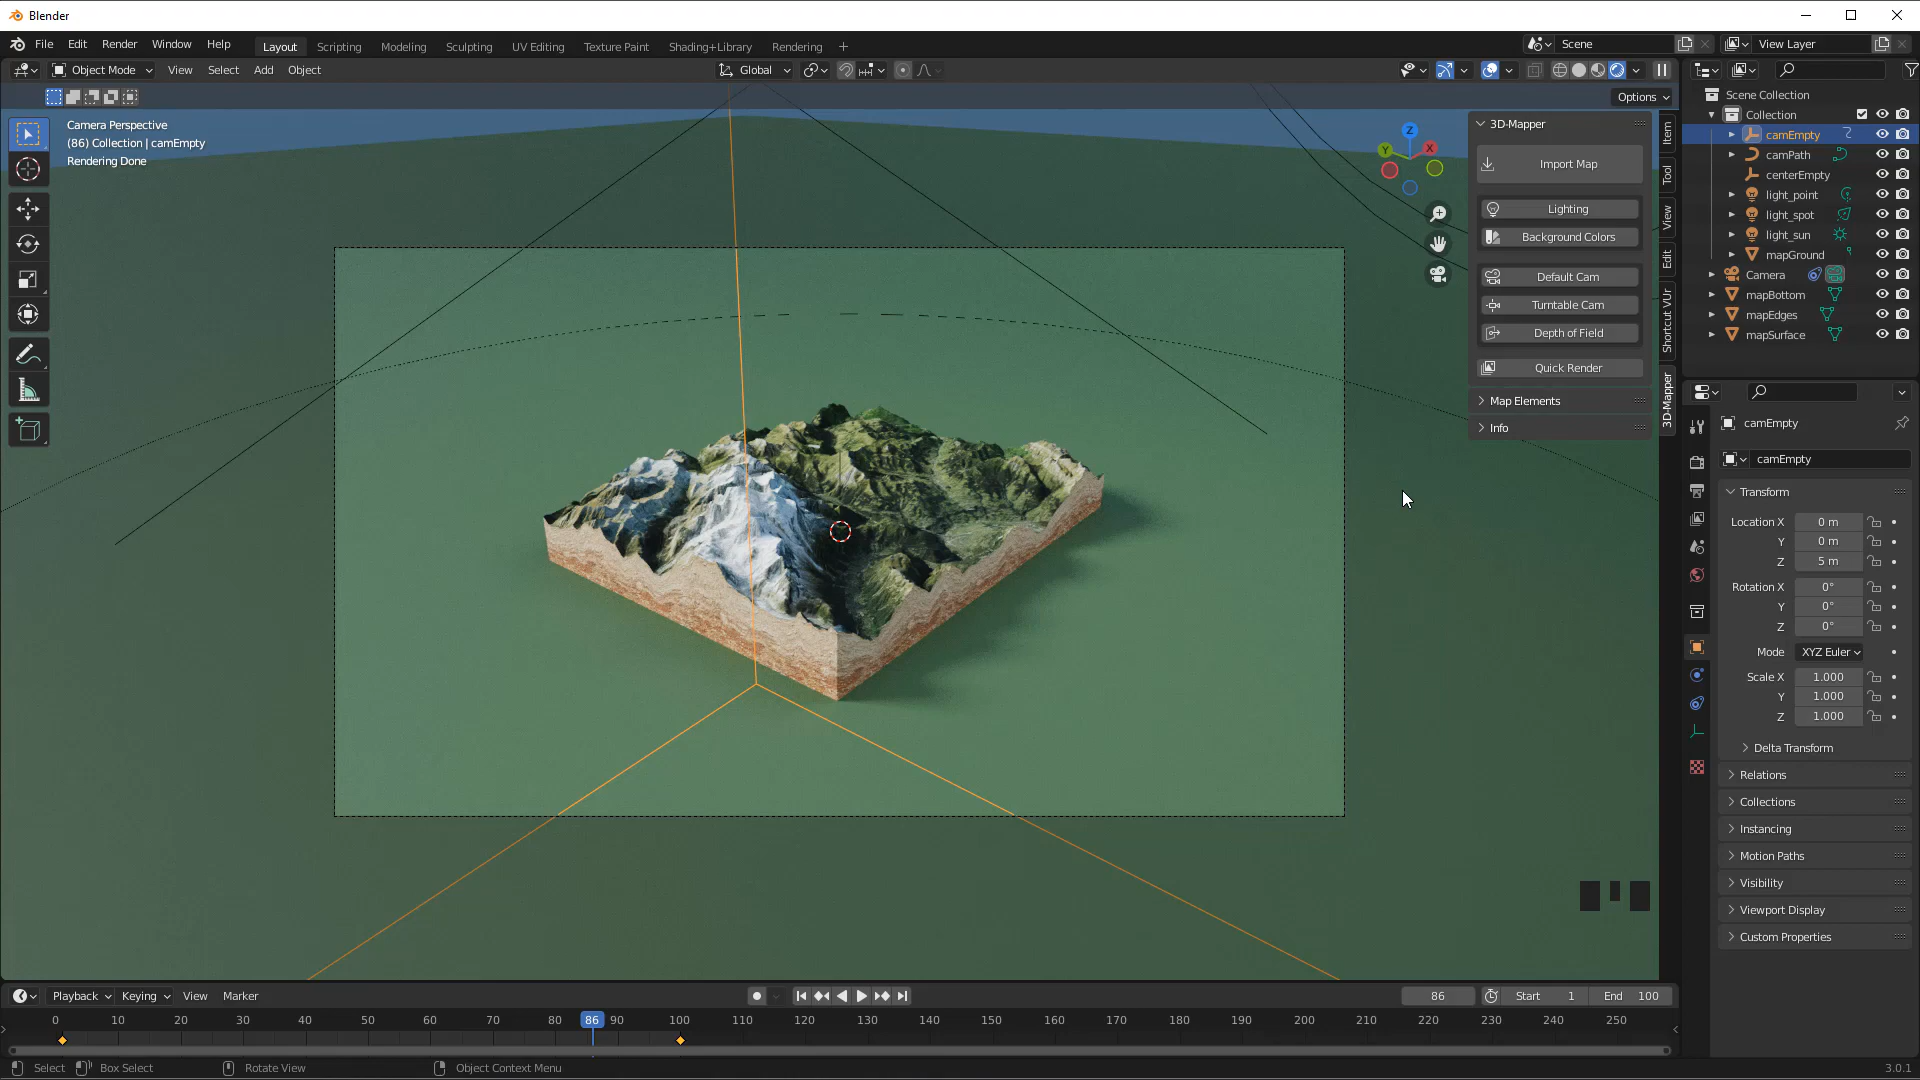 Blender
File Edit Render Window Help
Layout Scripting Modeling Sculpting UV Editing Texture Paint Shading+Library Rendering +
Scene
View Layer
Object Mode View Select Add Object
Global
Options
Camera Perspective
(86) Collection | camEmpty
Rendering Done
Z
Y
X
3D-Mapper
Import Map
Lighting
Background Colors
Default Cam
Turntable Cam
Depth of Field
Quick Render
Map Elements
Info
Item
Tool
View
Edit
Shortcut VUr
3D-Mapper
Scene Collection
Collection
camEmpty
camPath
centerEmpty
light_point
light_spot
light_sun
mapGround
Camera
mapBottom
mapEdges
mapSurface
camEmpty
camEmpty
Transform
Location X 0 m
Y 0 m
Z 5 m
Rotation X 0°
Y 0°
Z 0°
Mode XYZ Euler
Scale X 1.000
Y 1.000
Z 1.000
Delta Transform
Relations
Collections
Instancing
Motion Paths
Visibility
Viewport Display
Custom Properties
Playback Keying View Marker
86 Start 1 End 100
0 10 20 30 40 50 60 70 80 86 90 100 110 120 130 140 150 160 170 180 190 200 210 220 230 240 250
Select Box Select Rotate View Object Context Menu
3.0.1